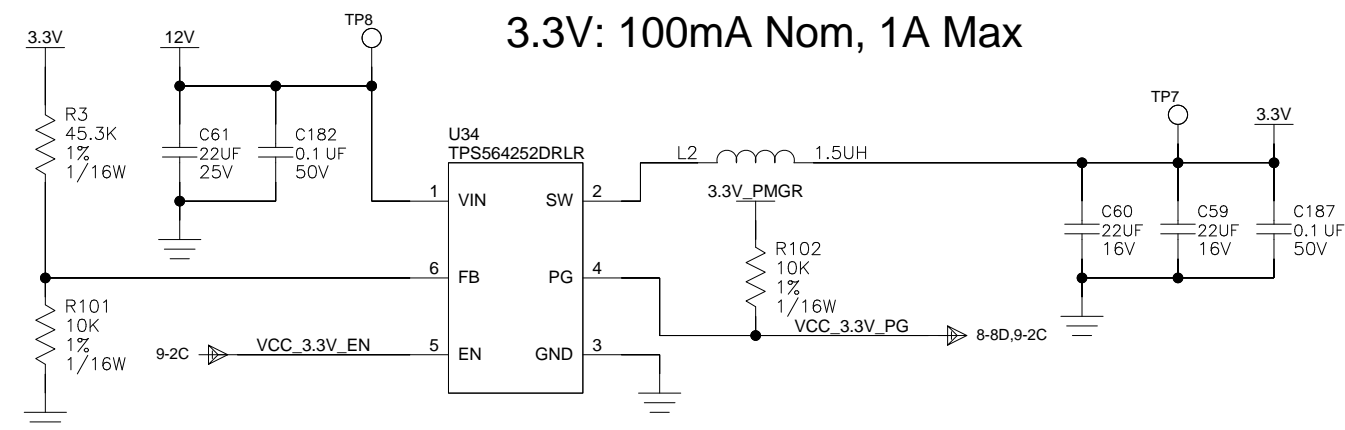 3.3V: 100mA Nom, 1A Max
3.3V
12V
TP8
R3
45.3K
1%
1/16W
C61
22UF
25V
C182
0.1 UF
50V
U34
TPS564252DRLR
1
VIN
SW
2
6
FB
PG
4
5
EN
GND
3
L2
1.5UH
TP7
3.3V
3.3V_PMGR
R102
10K
1%
1/16W
C60
22UF
16V
C59
22UF
16V
C187
0.1 UF
50V
R101
10K
1%
1/16W
9-2C
VCC_3.3V_EN
VCC_3.3V_PG
8-8D,9-2C